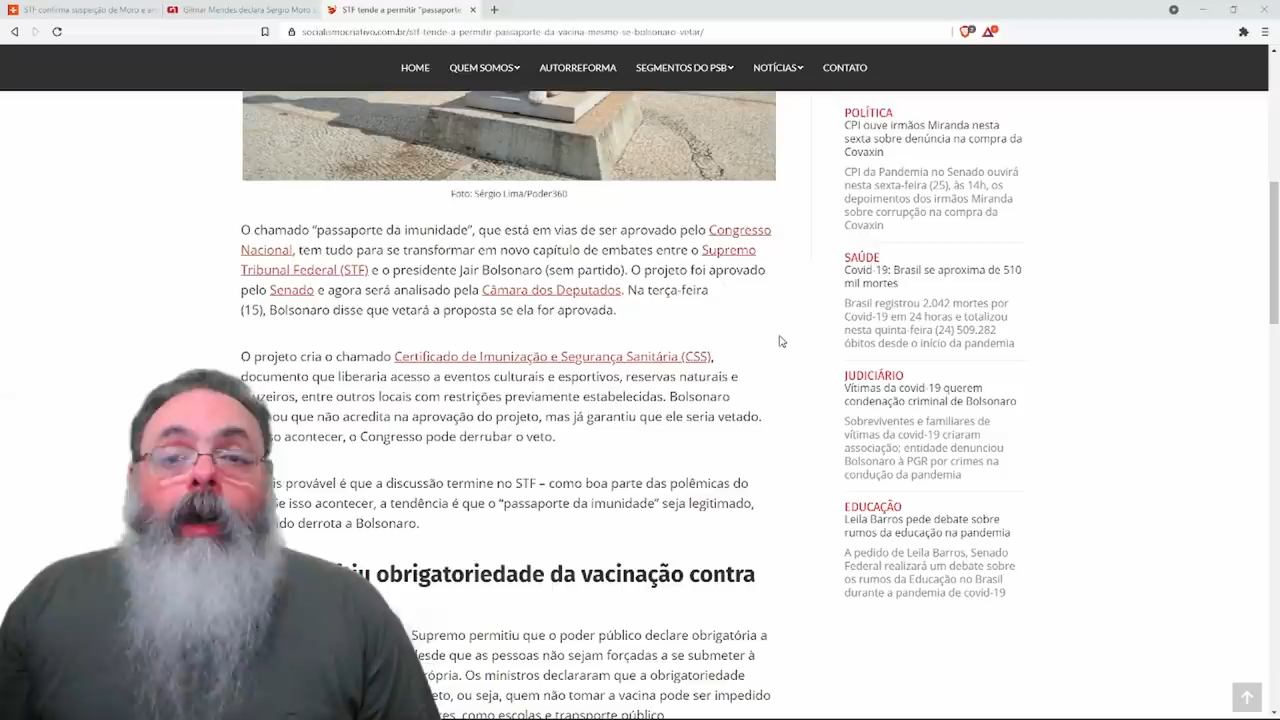 STF confirma suspeição de Moro e an
Gilmar Mendes declara Sergio Moro s
STF tende a permitir "passaporte
socialismocriativo.com.br/stf-tende-a-permitir-passaporte-da-vacina-mesmo-se-bolsonaro-vetar/
HOME QUEM SOMOS AUTORREFORMA SEGMENTOS DO PSB NOTÍCIAS CONTATO
Foto: Sérgio Lima/Poder360
O chamado “passaporte da imunidade”, que está em vias de ser aprovado pelo Congresso
Nacional, tem tudo para se transformar em novo capítulo de embates entre o Supremo
Tribunal Federal (STF) e o presidente Jair Bolsonaro (sem partido). O projeto foi aprovado
pelo Senado e agora será analisado pela Câmara dos Deputados. Na terça-feira
(15), Bolsonaro disse que vetará a proposta se ela for aprovada.
O projeto cria o chamado Certificado de Imunização e Segurança Sanitária (CSS),
documento que liberaria acesso a eventos culturais e esportivos, reservas naturais e
cruzeiros, entre outros locais com restrições previamente estabelecidas. Bolsonaro
ou que não acredita na aprovação do projeto, mas já garantiu que ele seria vetado.
so acontecer, o Congresso pode derrubar o veto.
is provável é que a discussão termine no STF – como boa parte das polêmicas do
se isso acontecer, a tendência é que o “passaporte da imunidade” seja legitimado,
do derrota a Bolsonaro.
iu obrigatoriedade da vacinação contra
Supremo permitiu que o poder público declare obrigatória a
desde que as pessoas não sejam forçadas a se submeter à
rópria. Os ministros declararam que a obrigatoriedade
eto, ou seja, quem não tomar a vacina pode ser impedido
res, como escolas e transporte público.
POLÍTICA
CPI ouve irmãos Miranda nesta
sexta sobre denúncia na compra da
Covaxin
CPI da Pandemia no Senado ouvirá
nesta sexta-feira (25), às 14h, os
depoimentos dos irmãos Miranda
sobre corrupção na compra da
Covaxin
SAÚDE
Covid-19: Brasil se aproxima de 510
mil mortes
Brasil registrou 2.042 mortes por
Covid-19 em 24 horas e totalizou
nesta quinta-feira (24) 509.282
óbitos desde o início da pandemia
JUDICIÁRIO
Vítimas da covid-19 querem
condenação criminal de Bolsonaro
Sobreviventes e familiares de
vítimas da covid-19 criaram
associação; entidade denunciou
Bolsonaro à PGR por crimes na
condução da pandemia
EDUCAÇÃO
Leila Barros pede debate sobre
rumos da educação na pandemia
A pedido de Leila Barros, Senado
Federal realizará um debate sobre
os rumos da Educação no Brasil
durante a pandemia de covid-19